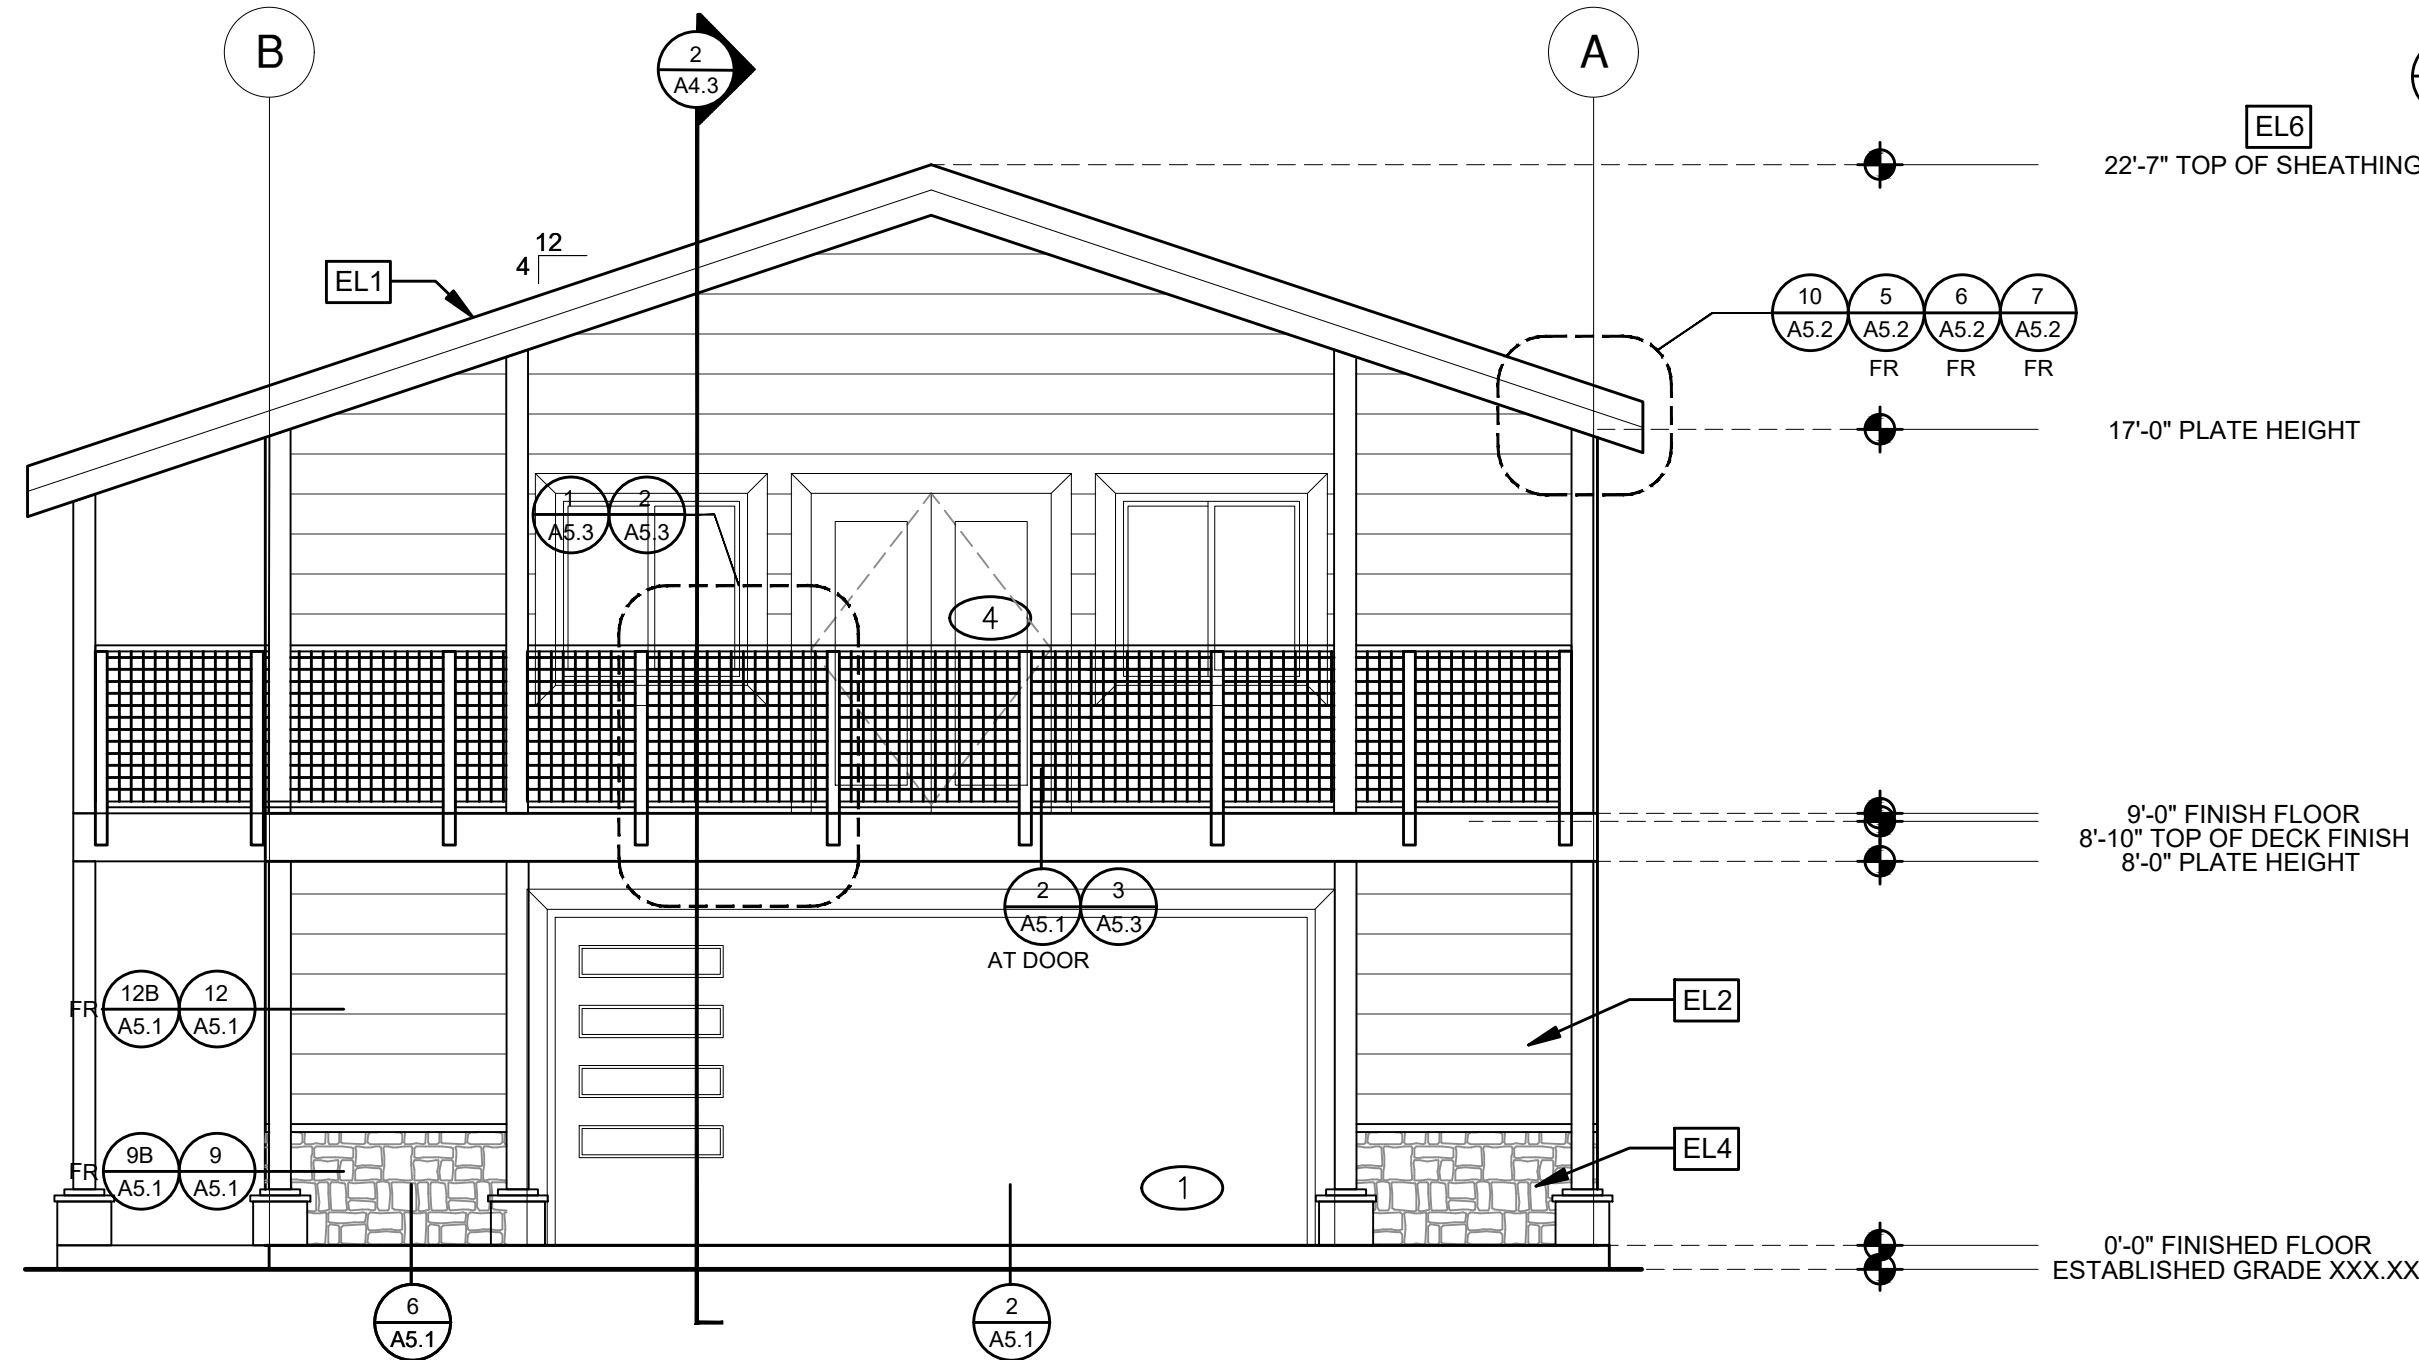 B
2
A4.3
A
EL6
22'-7" TOP OF SHEATHING
12
4
EL1
10
A5.2
5
A5.2
FR
6
A5.2
FR
7
A5.2
FR
17'-0" PLATE HEIGHT
1
A5.3
2
A5.3
4
9'-0" FINISH FLOOR
8'-10" TOP OF DECK FINISH
8'-0" PLATE HEIGHT
2
A5.1
3
A5.3
AT DOOR
FR
12B
A5.1
12
A5.1
EL2
FR
9B
A5.1
9
A5.1
EL4
1
0'-0" FINISHED FLOOR
ESTABLISHED GRADE XXX.XX
6
A5.1
2
A5.1